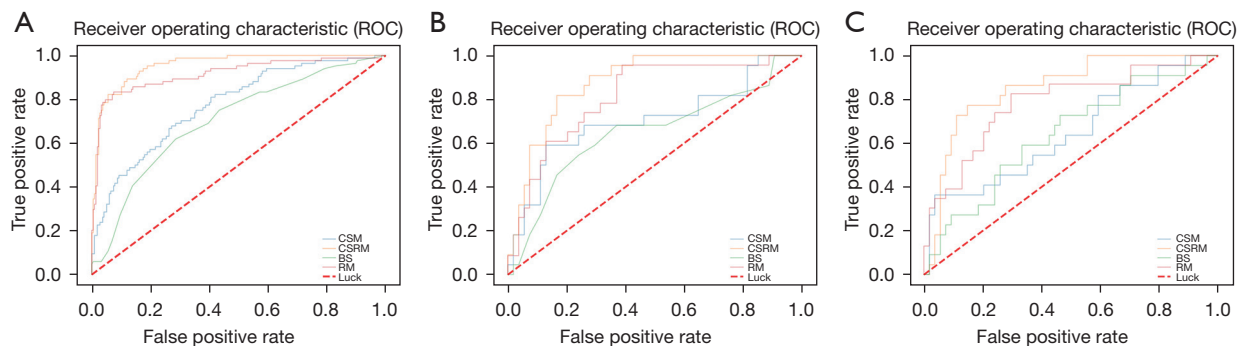 A
Receiver operating characteristic (ROC)
True positive rate
1.0
0.8
0.6
0.4
0.2
0.0
CSM
CSRM
BS
RM
Luck
0.0 0.2 0.4 0.6 0.8 1.0
False positive rate
B
Receiver operating characteristic (ROC)
True positive rate
1.0
0.8
0.6
0.4
0.2
0.0
CSM
CSRM
BS
RM
Luck
0.0 0.2 0.4 0.6 0.8 1.0
False positive rate
C
Receiver operating characteristic (ROC)
True positive rate
1.0
0.8
0.6
0.4
0.2
0.0
CSM
CSRM
BS
RM
Luck
0.0 0.2 0.4 0.6 0.8 1.0
False positive rate